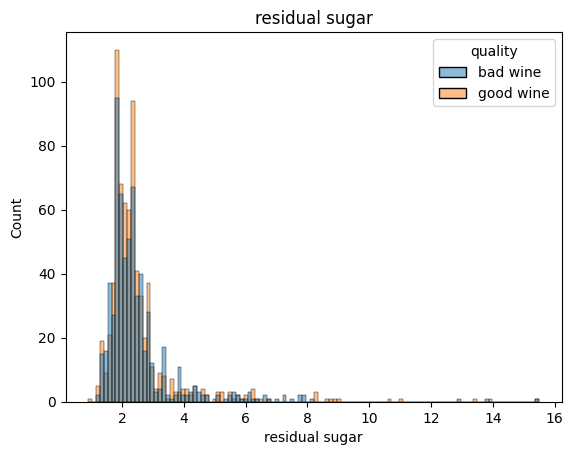 residual sugar
quality
bad wine
good wine
100
80
60
40
20
0
Count
2 4 6 8 10 12 14 16
residual sugar